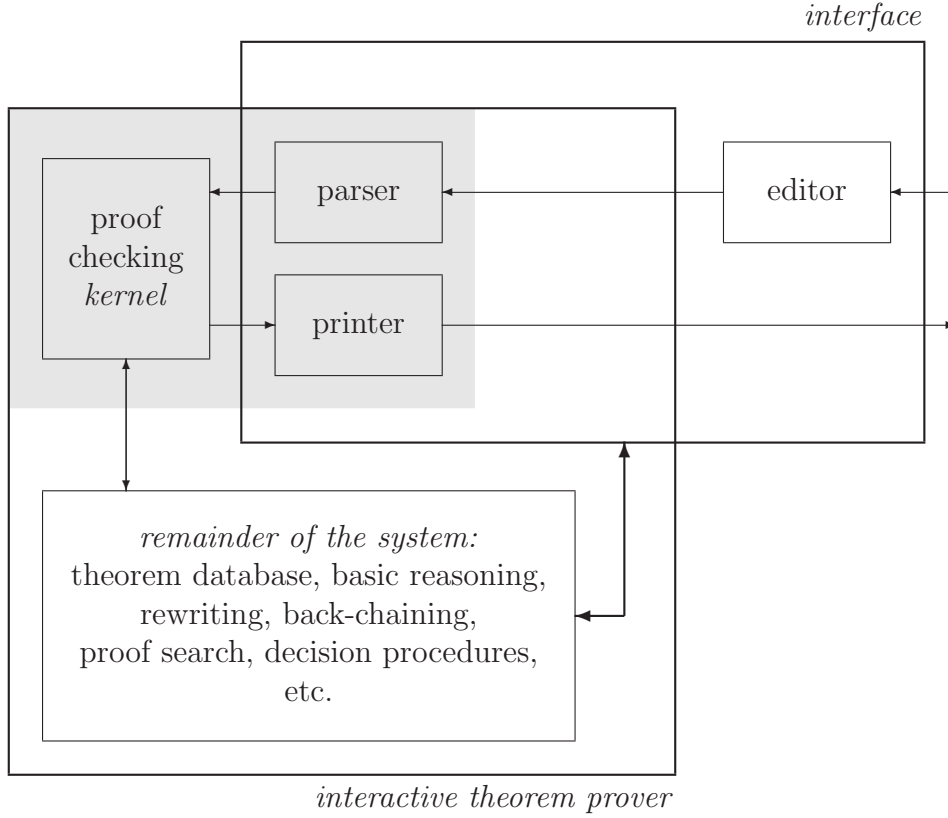 interface
parser
editor
proof
checking
kernel
printer
remainder of the system:
theorem database, basic reasoning,
rewriting, back-chaining,
proof search, decision procedures,
etc.
interactive theorem prover